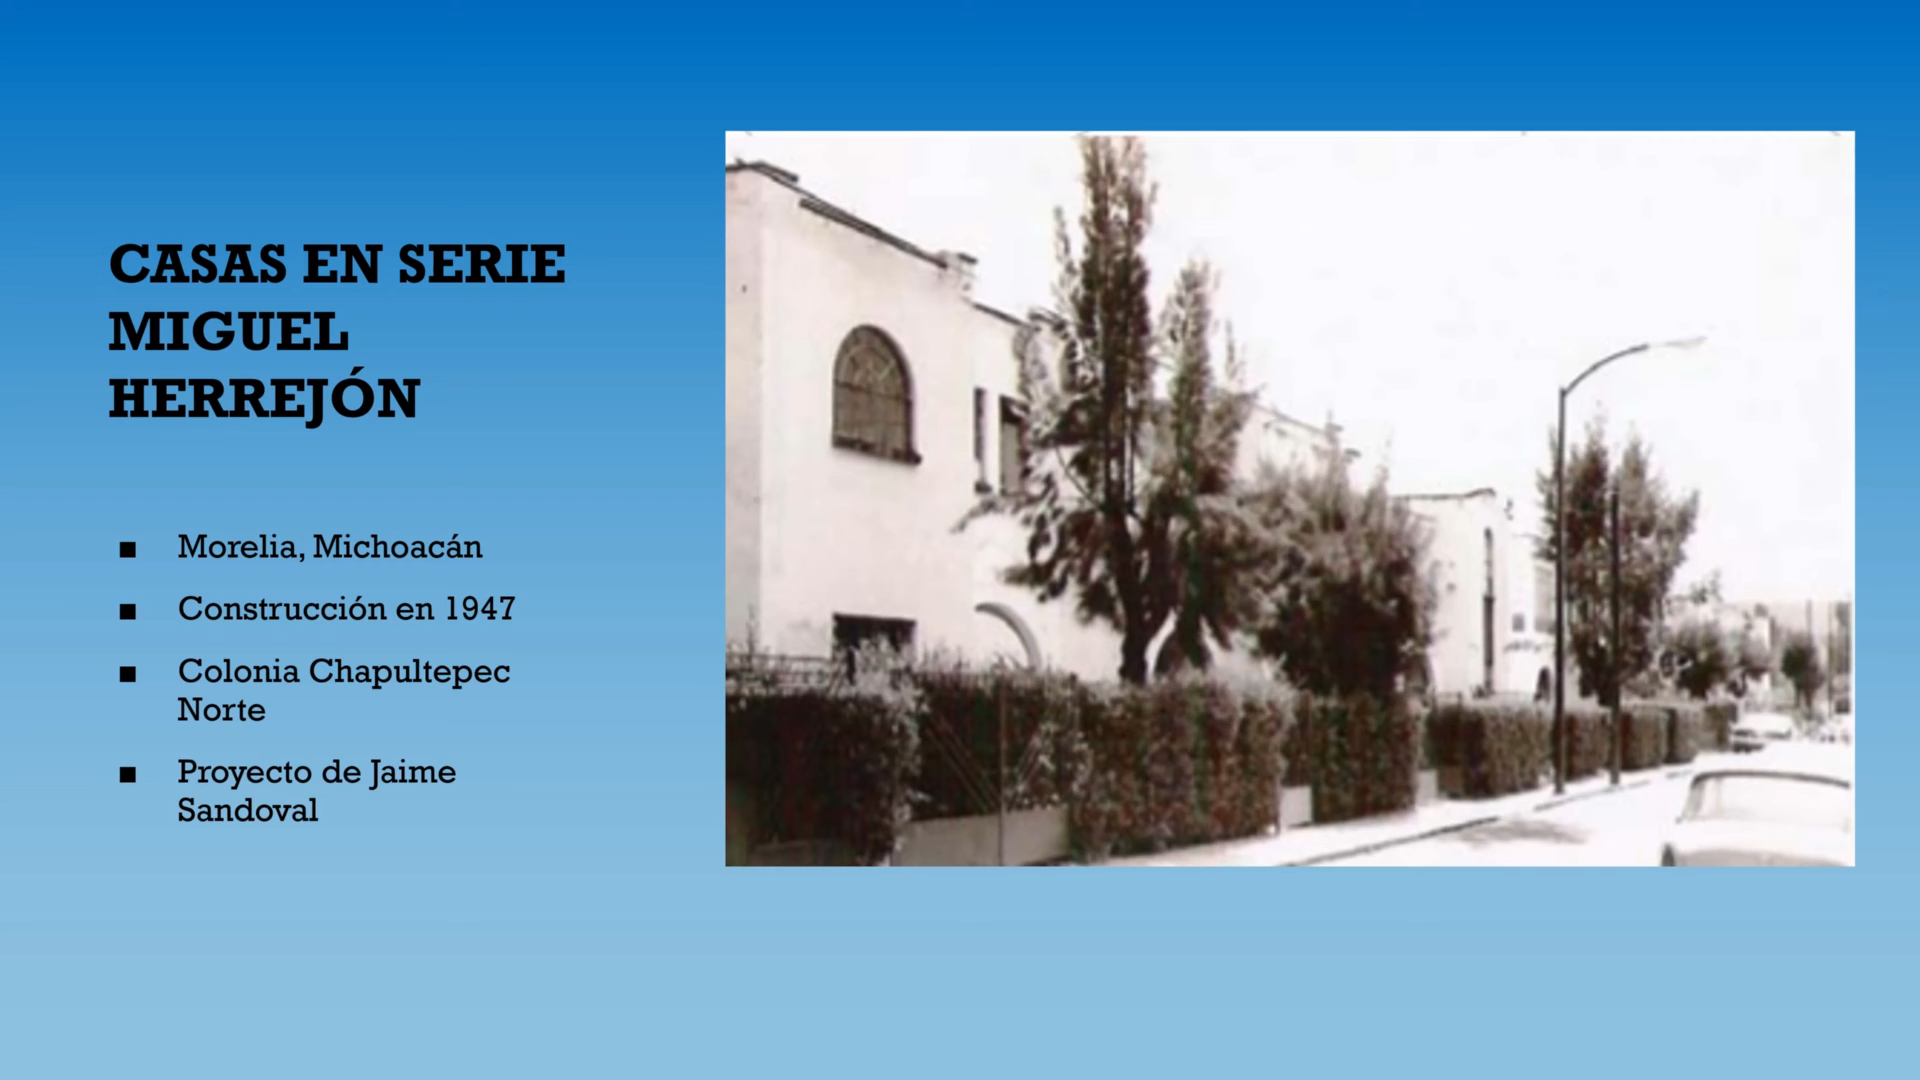 CASAS EN SERIE
MIGUEL
HERREJÓN
▪ Morelia, Michoacán
▪ Construcción en 1947
▪ Colonia Chapultepec
Norte
▪ Proyecto de Jaime
Sandoval